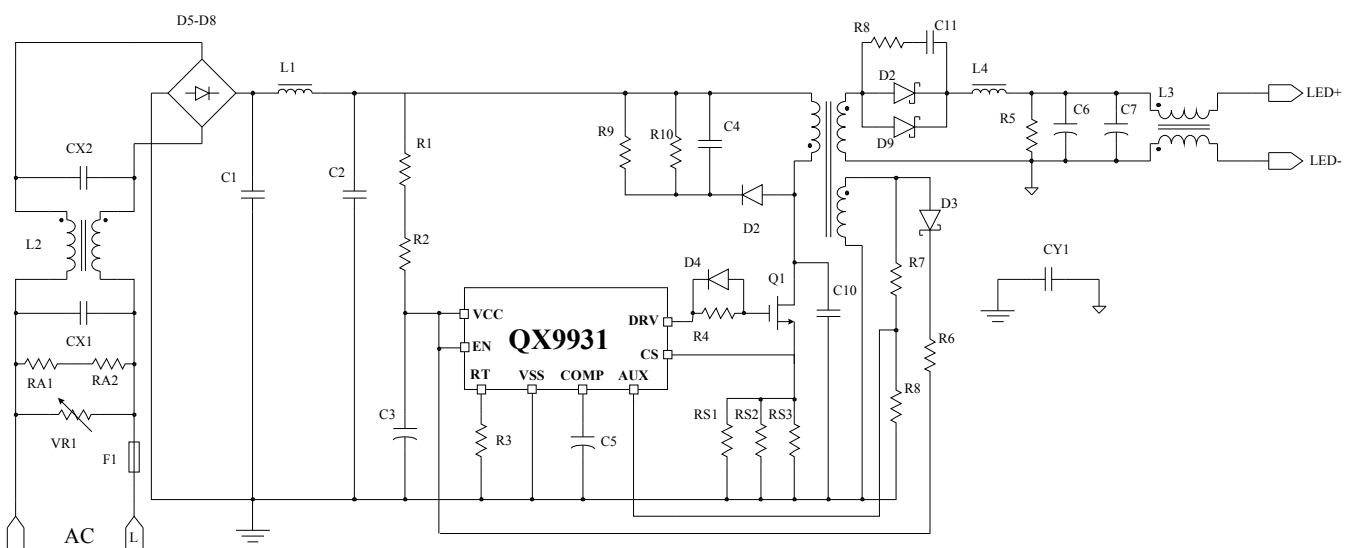 D5-D8
R8
C11
L1
D2
L4
L3
LED+
R1
R9
R10
C4
D9
R5
C6
C7
CX2
C1
C2
LED-
D2
D3
L2
R2
CY1
D4
Q1
R7
C10
VCC
DRV
QX9931
R4
CX1
EN
CS
R6
RA1
RA2
RT
VSS
COMP
AUX
R8
C3
RS1
RS2
RS3
VR1
R3
C5
F1
AC
L